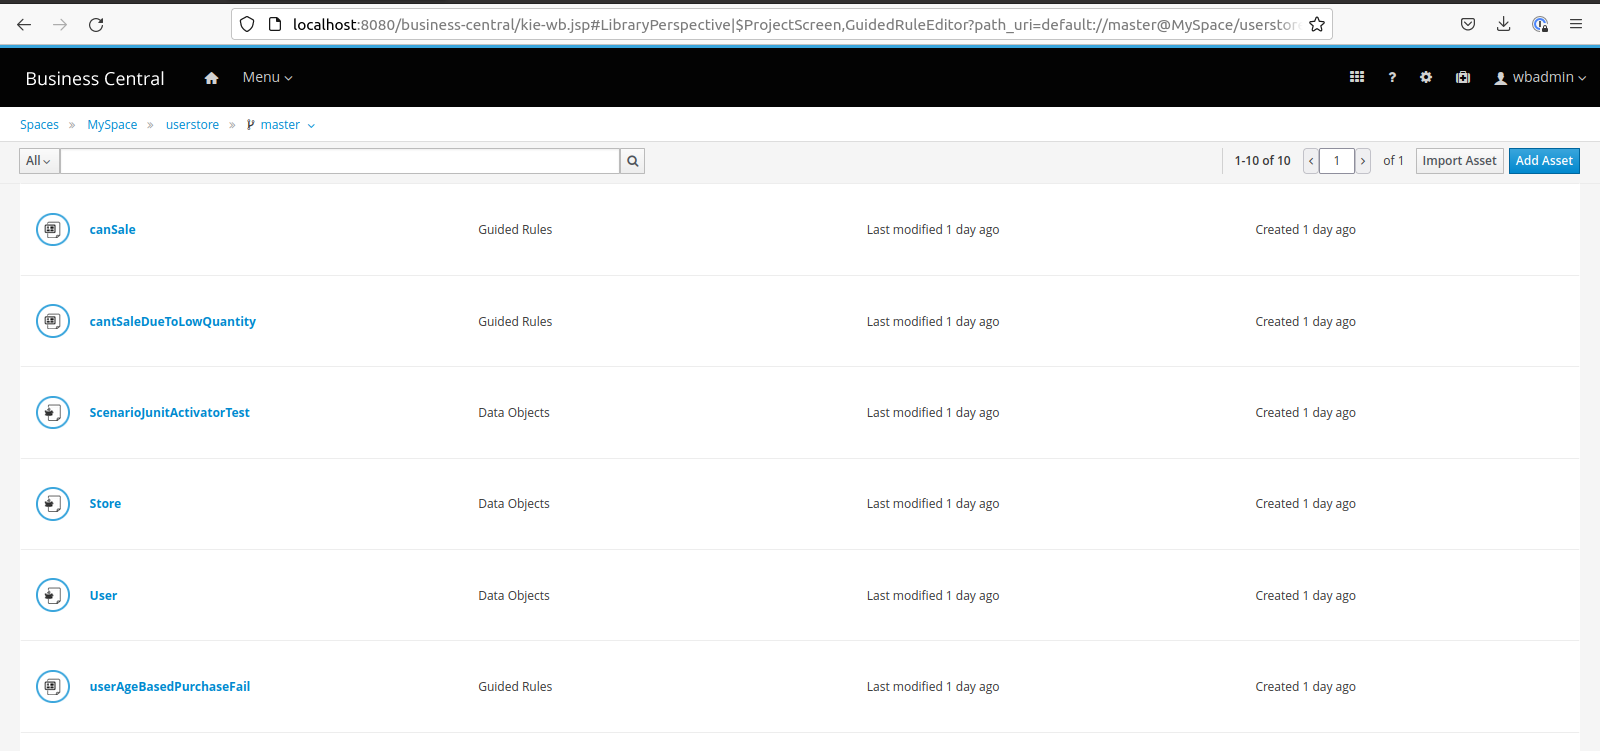 localhost:8080/business-central/kie-wb.jsp#LibraryPerspective|$ProjectScreen,GuidedRuleEditor?path_uri=default://master@MySpace/userstor
Business Central Menu ? wbadmin
Spaces » MySpace » userstore » master
All 1-10 of 10 < 1 > of 1 Import Asset Add Asset
canSale Guided Rules Last modified 1 day ago Created 1 day ago
cantSaleDueToLowQuantity Guided Rules Last modified 1 day ago Created 1 day ago
ScenarioJunitActivatorTest Data Objects Last modified 1 day ago Created 1 day ago
Store Data Objects Last modified 1 day ago Created 1 day ago
User Data Objects Last modified 1 day ago Created 1 day ago
userAgeBasedPurchaseFail Guided Rules Last modified 1 day ago Created 1 day ago